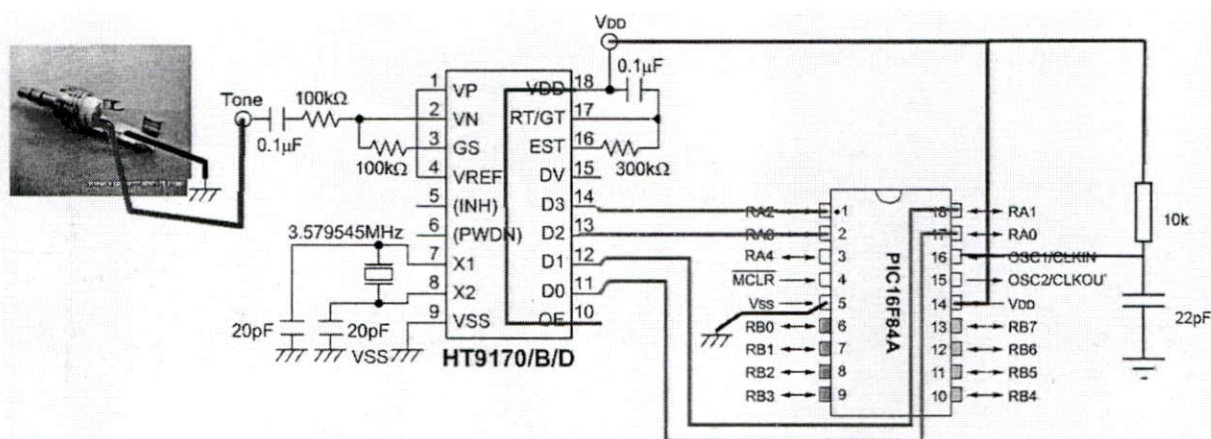 VDD
Tone
100kΩ
0.1μF
100kΩ
0.1μF
300kΩ
1 VP VDD 18
2 VN RT/GT 17
3 GS EST 16
4 VREF DV 15
5 (INH) D3 14
6 (PWDN) D2 13
7 X1 D1 12
8 X2 D0 11
9 VSS OE 10
3.579545MHz
20pF
20pF
VSS
HT9170/B/D
PIC16F84A
RA2 1 18 RA1
2 17 RA0
RA4 3 16 OSC1/CLKIN
MCLR 4 15 OSC2/CLKOU
Vss 5 14 VDD
RB0 6 13 RB7
RB1 7 12 RB6
RB2 8 11 RB5
RB3 9 10 RB4
10k
22pF